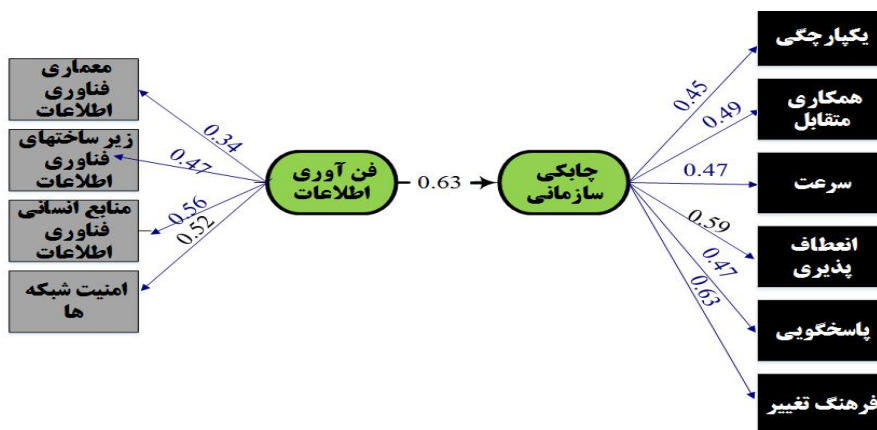 معماری
فناوری
اطلاعات
0.34
زیر ساختهای
فناوری
اطلاعات
0.47
منابع انسانی
فناوری
اطلاعات
0.56
امنیت شبکه
ها
0.52
فن آوری
اطلاعات
0.63
چابکی
سازمانی
0.45
یکپارچگی
0.49
همکاری
متقابل
0.47
سرعت
0.59
انعطاف
پذیری
0.47
پاسخگویی
0.63
فرهنگ تغییر